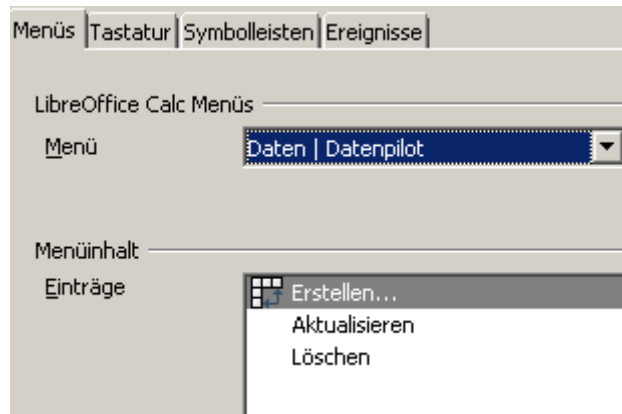 Menüs Tastatur Symbolleisten Ereignisse
LibreOffice Calc Menüs
Menü Daten | Datenpilot
Menüinhalt
Einträge Erstellen...
Aktualisieren
Löschen